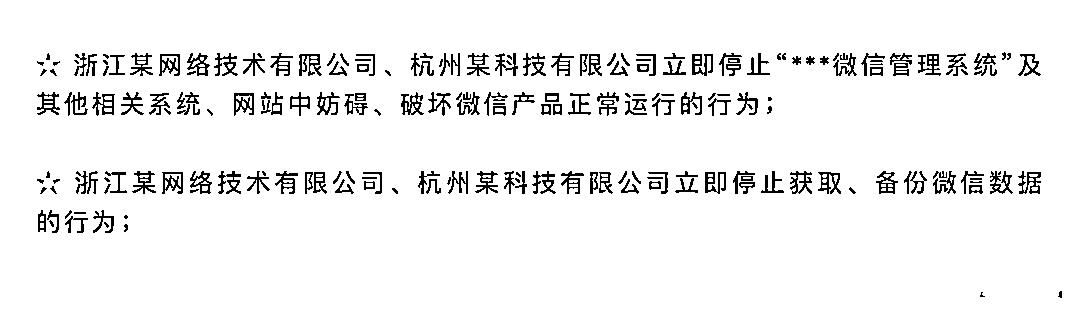 ☆ 浙江某网络技术有限公司、杭州某科技有限公司立即停止“***微信管理系统”及
其他相关系统、网站中妨碍、破坏微信产品正常运行的行为；
☆ 浙江某网络技术有限公司、杭州某科技有限公司立即停止获取、备份微信数据
的行为；